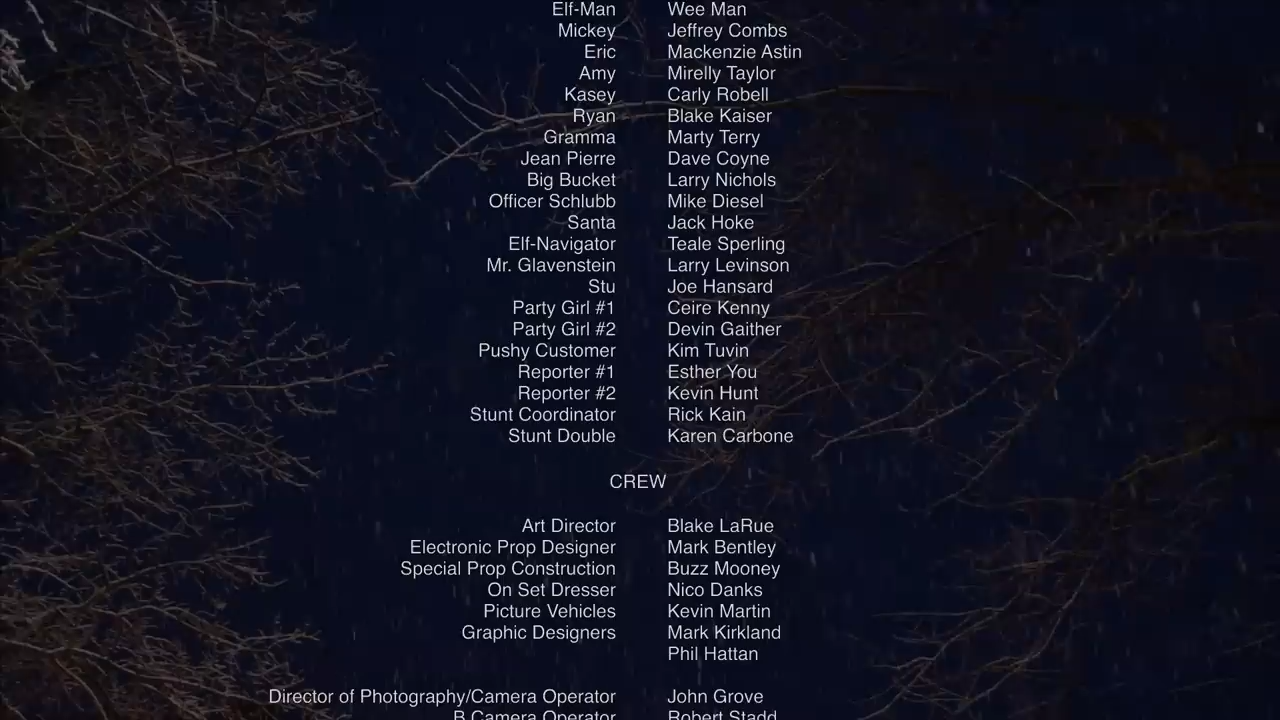 Elf-Man Wee Man
Mickey Jeffrey Combs
Eric Mackenzie Astin
Amy Mirelly Taylor
Kasey Carly Robell
Ryan Blake Kaiser
Gramma Marty Terry
Jean Pierre Dave Coyne
Big Bucket Larry Nichols
Officer Schlubb Mike Diesel
Santa Jack Hoke
Elf-Navigator Teale Sperling
Mr. Glavenstein Larry Levinson
Stu Joe Hansard
Party Girl #1 Ceire Kenny
Party Girl #2 Devin Gaither
Pushy Customer Kim Tuvin
Reporter #1 Esther You
Reporter #2 Kevin Hunt
Stunt Coordinator Rick Kain
Stunt Double Karen Carbone
CREW
Art Director Blake LaRue
Electronic Prop Designer Mark Bentley
Special Prop Construction Buzz Mooney
On Set Dresser Nico Danks
Picture Vehicles Kevin Martin
Graphic Designers Mark Kirkland
Phil Hattan
Director of Photography/Camera Operator John Grove
B Camera Operator Robert Stadd